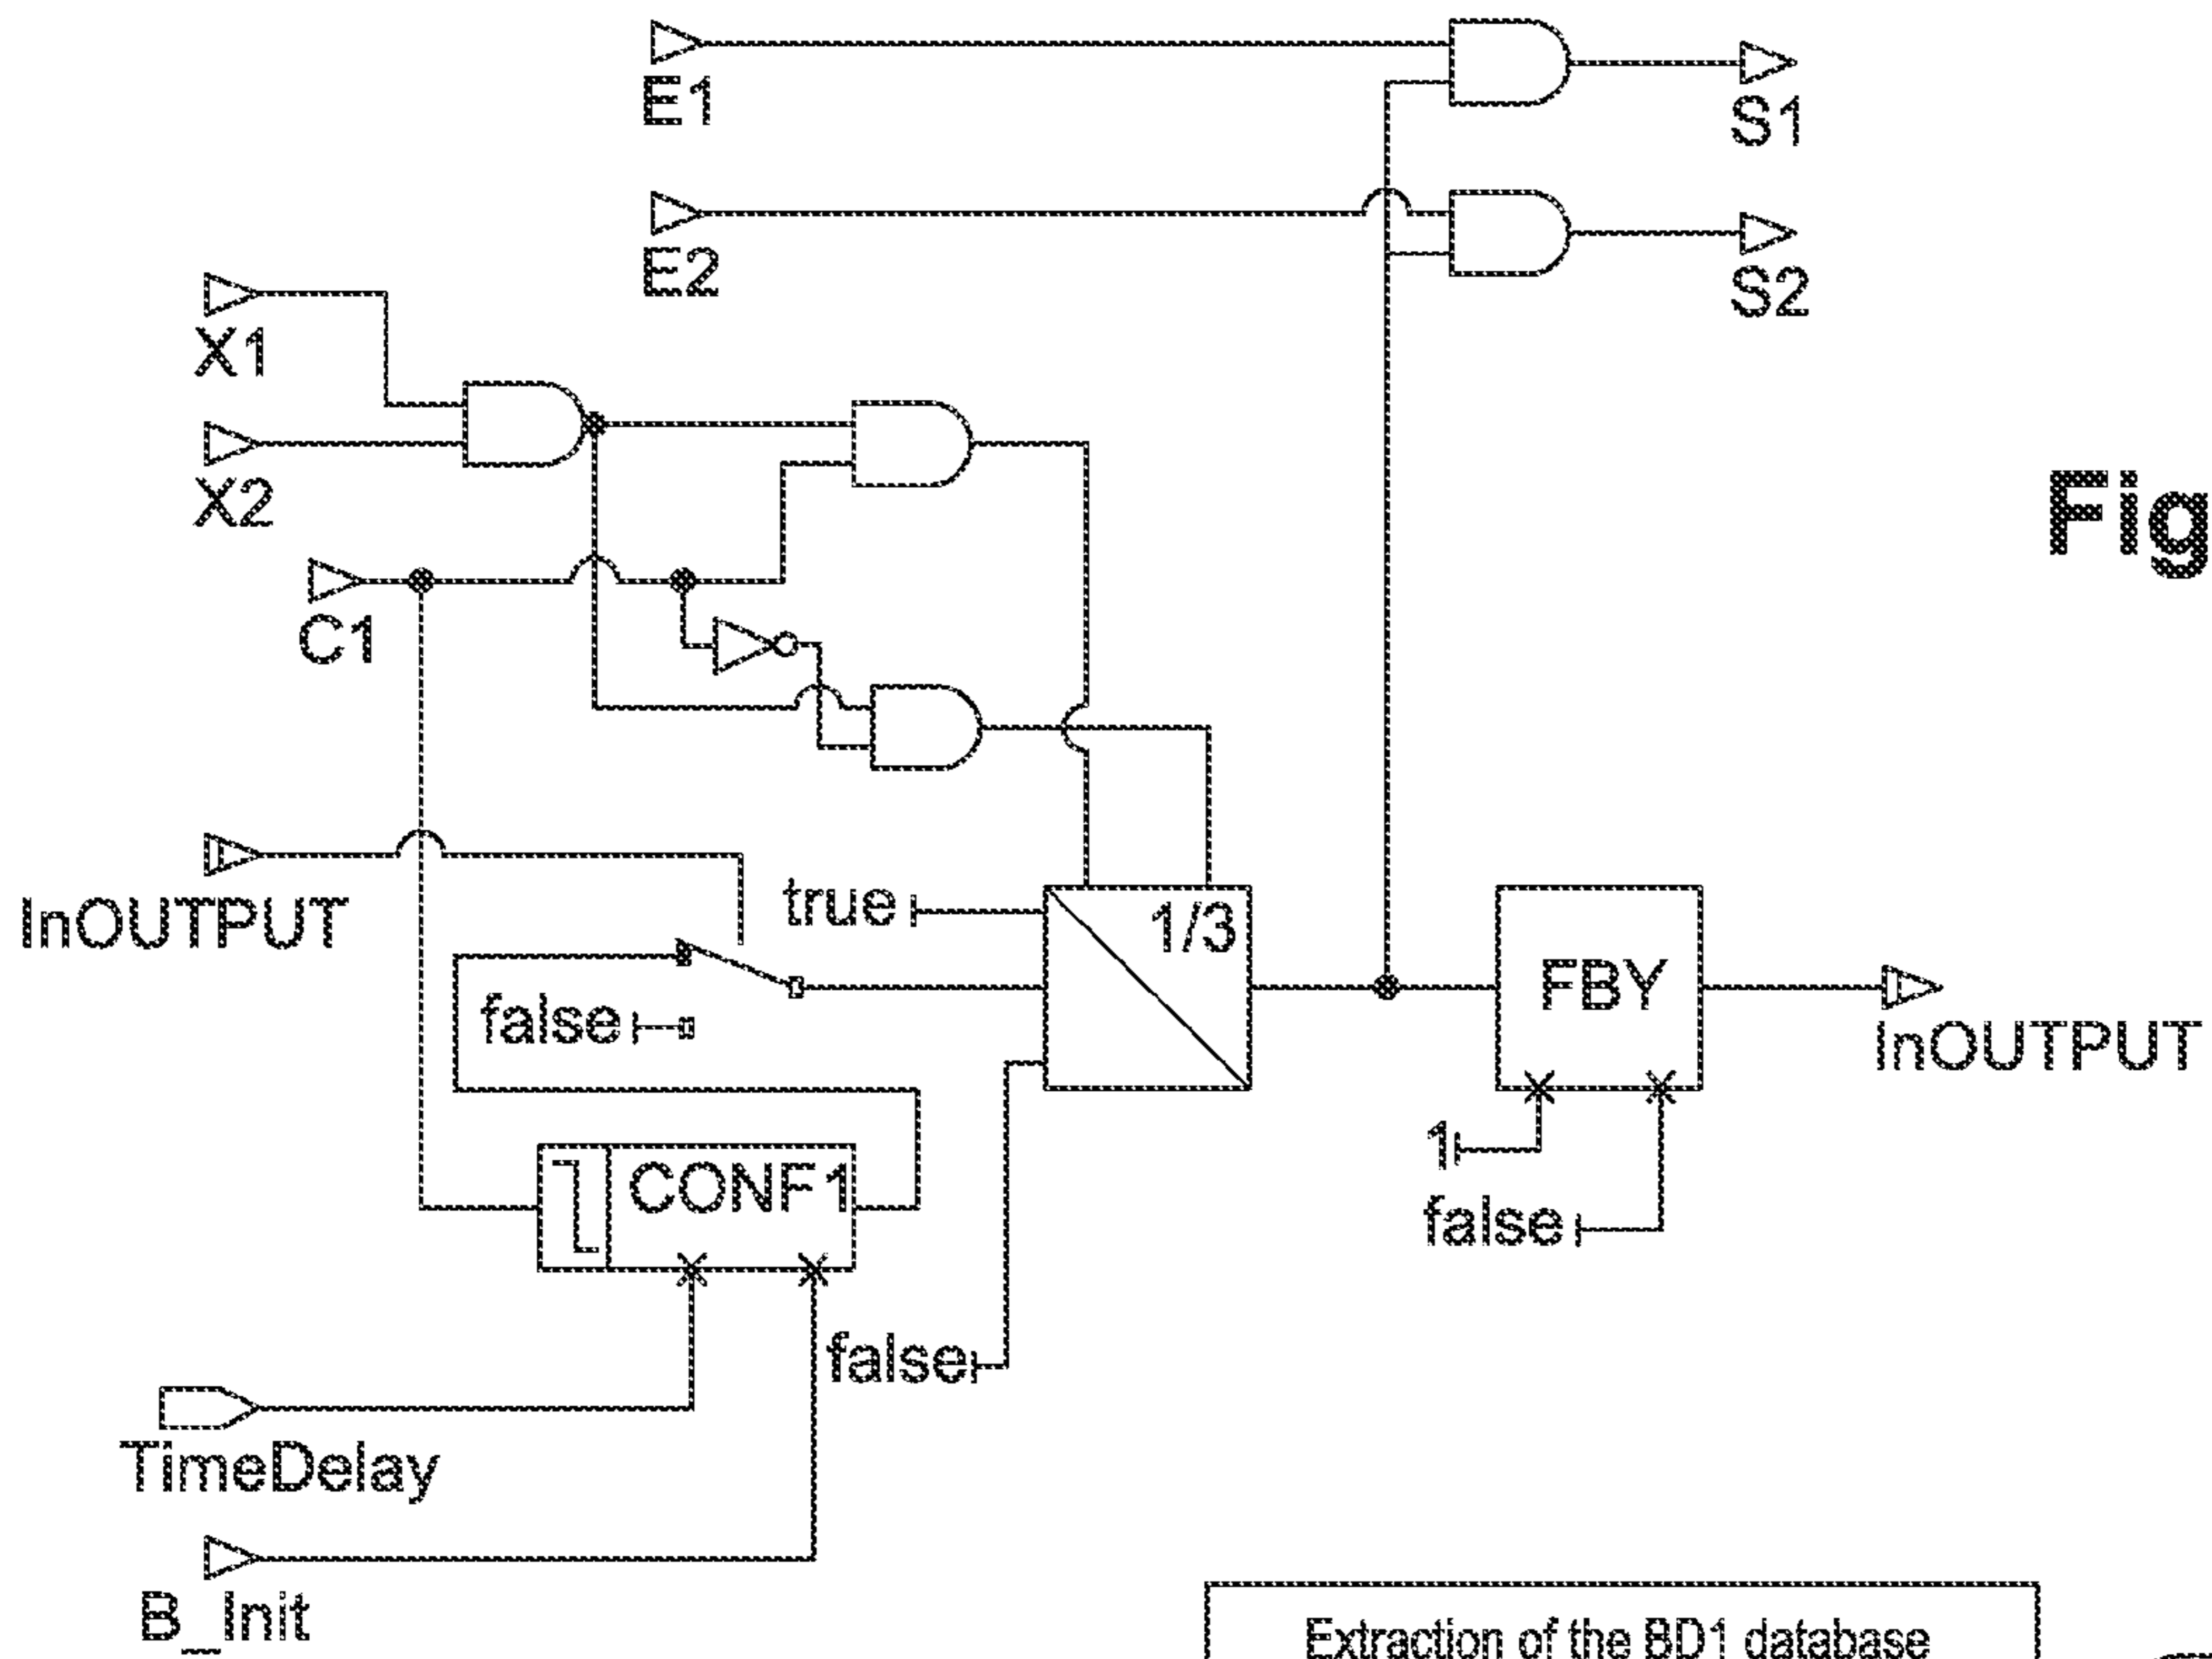 E1
S1
E2
S2
X1
X2
Fig
C1
InOUTPUT
true
1/3
false
FBY
InOUTPUT
CONF1
1
false
false
TimeDelay
B_Init
Extraction of the BD1 database